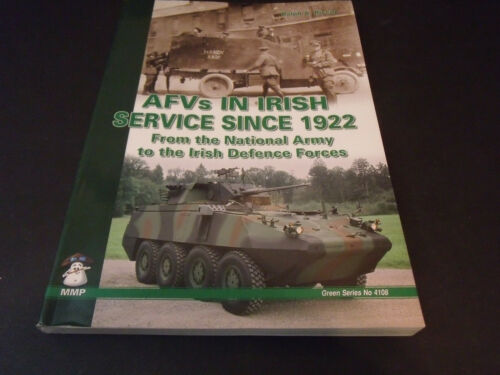 AFVs IN IRISH
SERVICE SINCE 1922
From the National Army
to the Irish Defence Forces
MMP
Green Series No 4108